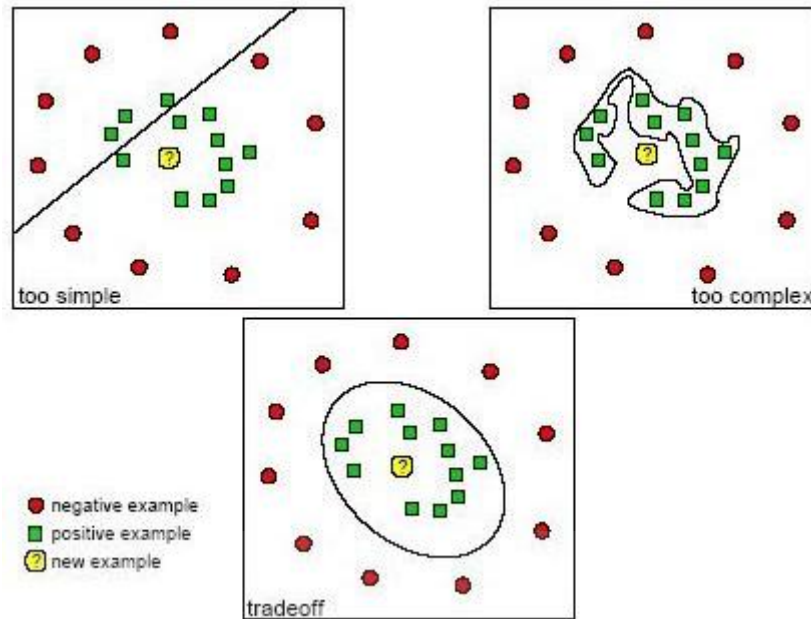 too simple
too complex
?
?
?
negative example
positive example
? new example
tradeoff